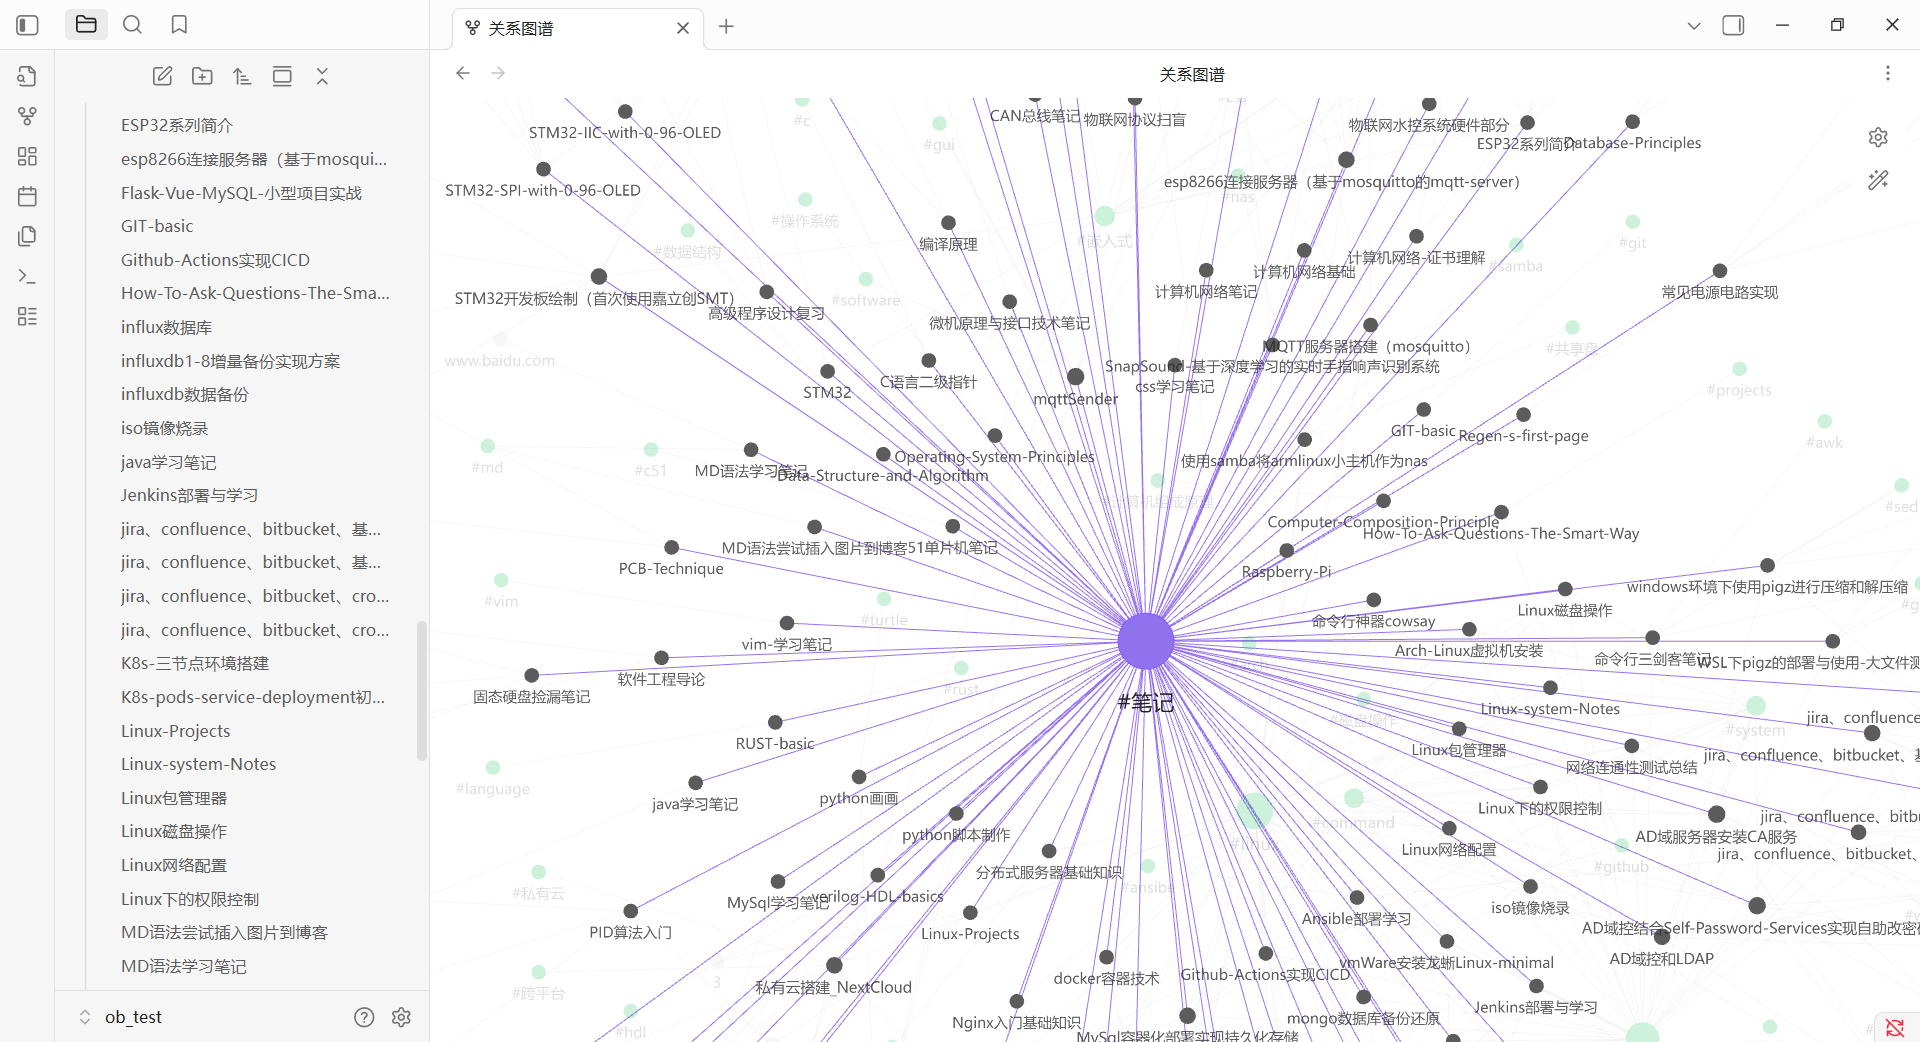 关系图谱
关系图谱
ESP32系列简介
esp8266连接服务器（基于mosqui...
Flask-Vue-MySQL-小型项目实战
GIT-basic
Github-Actions实现CICD
How-To-Ask-Questions-The-Sma...
influx数据库
influxdb1-8增量备份实现方案
influxdb数据备份
iso镜像烧录
java学习笔记
Jenkins部署与学习
jira、confluence、bitbucket、基...
jira、confluence、bitbucket、基...
jira、confluence、bitbucket、cro...
jira、confluence、bitbucket、cro...
K8s-三节点环境搭建
K8s-pods-service-deployment初...
Linux-Projects
Linux-system-Notes
Linux包管理器
Linux磁盘操作
Linux网络配置
Linux下的权限控制
MD语法尝试插入图片到博客
MD语法学习笔记
ob_test
#c
CAN总线笔记
物联网协议扫盲
物联网水控系统硬件部分
STM32-IIC-with-0-96-OLED
#gui
ESP32系列简介
Database-Principles
STM32-SPI-with-0-96-OLED
esp8266连接服务器（基于mosquitto的mqtt-server）
#nas
#操作系统
#数据结构
编译原理
#嵌入式
#git
计算机网络-证书理解
计算机网络基础
#samba
计算机网络笔记
常见电源电路实现
STM32开发板绘制（首次使用嘉立创SMT）
高级程序设计复习
#software
微机原理与接口技术笔记
MQTT服务器搭建（mosquitto）
#共享盘
www.baidu.com
SnapSound-基于深度学习的实时手指响声识别系统
css学习笔记
STM32
C语言二级指针
mqttSender
#projects
GIT-basic
Regen-s-first-page
#awk
#md
#c51
MD语法学习笔记
Operating-System-Principles
Data-Structure-and-Algorithm
使用samba将armlinux小主机作为nas
#计算机组成原理
#sed
Computer-Composition-Principle
How-To-Ask-Questions-The-Smart-Way
MD语法尝试插入图片到博客
51单片机笔记
PCB-Technique
Raspberry-Pi
windows环境下使用pigz进行压缩和解压缩
#vim
#turtle
Linux磁盘操作
命令行神器cowsay
vim-学习笔记
Arch-Linux虚拟机安装
命令行三剑客笔记
WSL下pigz的部署与使用-大文件测
固态硬盘捡漏笔记
软件工程导论
#rust
#笔记
Linux-system-Notes
#磁盘操作
jira、confluence
#system
RUST-basic
Linux包管理器
网络连通性测试总结
jira、confluence、bitbucket、基
#language
java学习笔记
python画画
Linux下的权限控制
#command
jira、confluence、bitb
python脚本制作
AD域服务器安装CA服务
#linux
Linux网络配置
jira、confluence、bitbucket、
#github
分布式服务器基础知识
#ansibe
#私有云
MySql学习笔记
verilog-HDL-basics
iso镜像烧录
Ansible部署学习
PID算法入门
Linux-Projects
AD域控结合Self-Password-Services实现自助改密
AD域控和LDAP
vmWare安装龙蜥Linux-minimal
Github-Actions实现CICD
docker容器技术
3
私有云搭建_NextCloud
#跨平台
Jenkins部署与学习
Nginx入门基础知识
mongo数据库备份还原
#hdl
MySql容器化部署实现持久化存储